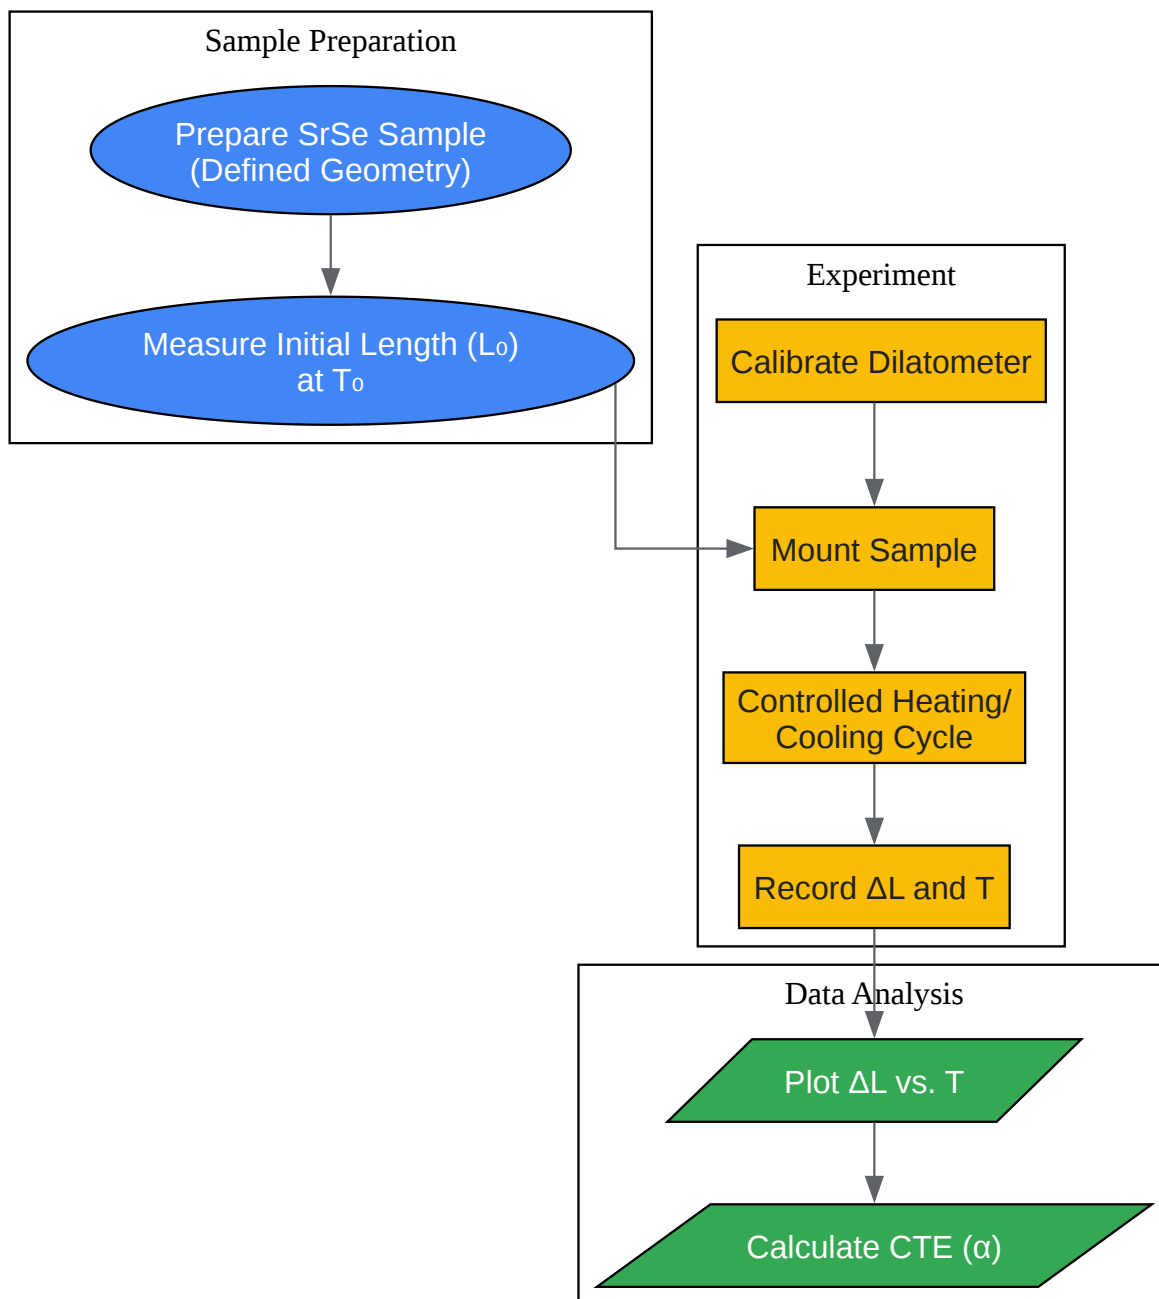 Sample Preparation
Prepare SrSe Sample
(Defined Geometry)
Measure Initial Length (L₀)
at T₀
Experiment
Calibrate Dilatometer
Mount Sample
Controlled Heating/
Cooling Cycle
Record ΔL and T
Data Analysis
Plot ΔL vs. T
Calculate CTE (α)